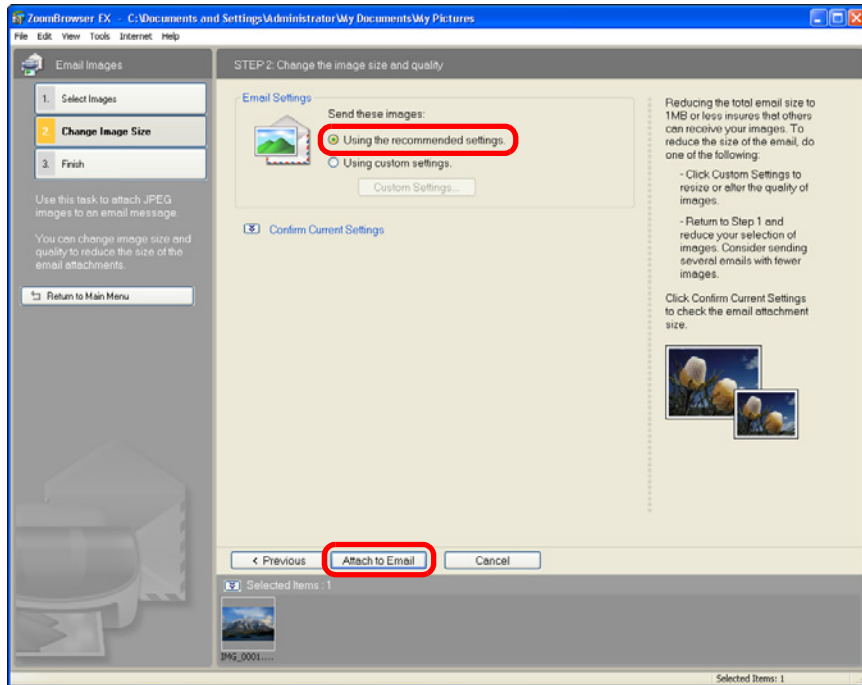 ZoomBrowser EX - C:\Documents and Settings\Administrator\My Documents\My Pictures
File Edit View Tools Internet Help
Email Images
1. Select Images
2. Change Image Size
3. Finish
Use this task to attach JPEG
images to an email message.
You can change image size and
quality to reduce the size of the
email attachments.
Return to Main Menu
STEP 2: Change the image size and quality
Email Settings
Send these images:
Using the recommended settings.
Using custom settings.
Custom Settings...
Confirm Current Settings
Reducing the total email size to
1MB or less insures that others
can receive your images. To
reduce the size of the email, do
one of the following:
- Click Custom Settings to
resize or alter the quality of
images.
- Return to Step 1 and
reduce your selection of
images. Consider sending
several emails with fewer
images.
Click Confirm Current Settings
to check the email attachment
size.
< Previous
Attach to Email
Cancel
Selected Items : 1
IMG_0001....
Selected Items: 1